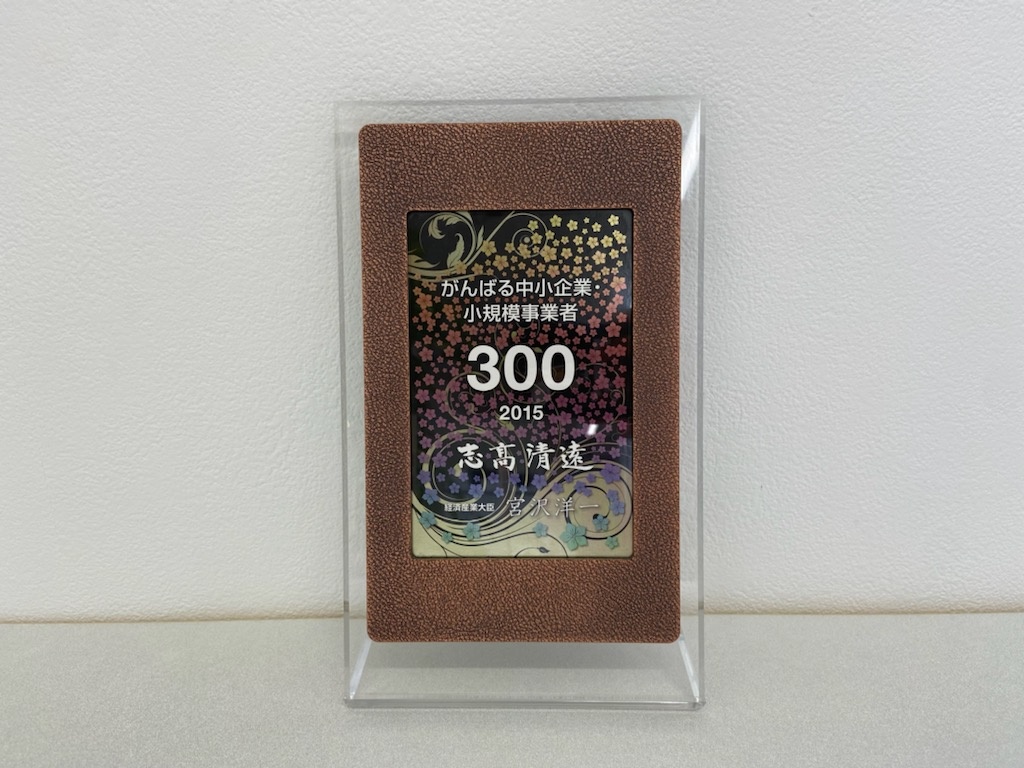 がんばる中小企業・
小規模事業者
300
2015
志高清遠
経済産業大臣 宮沢洋一